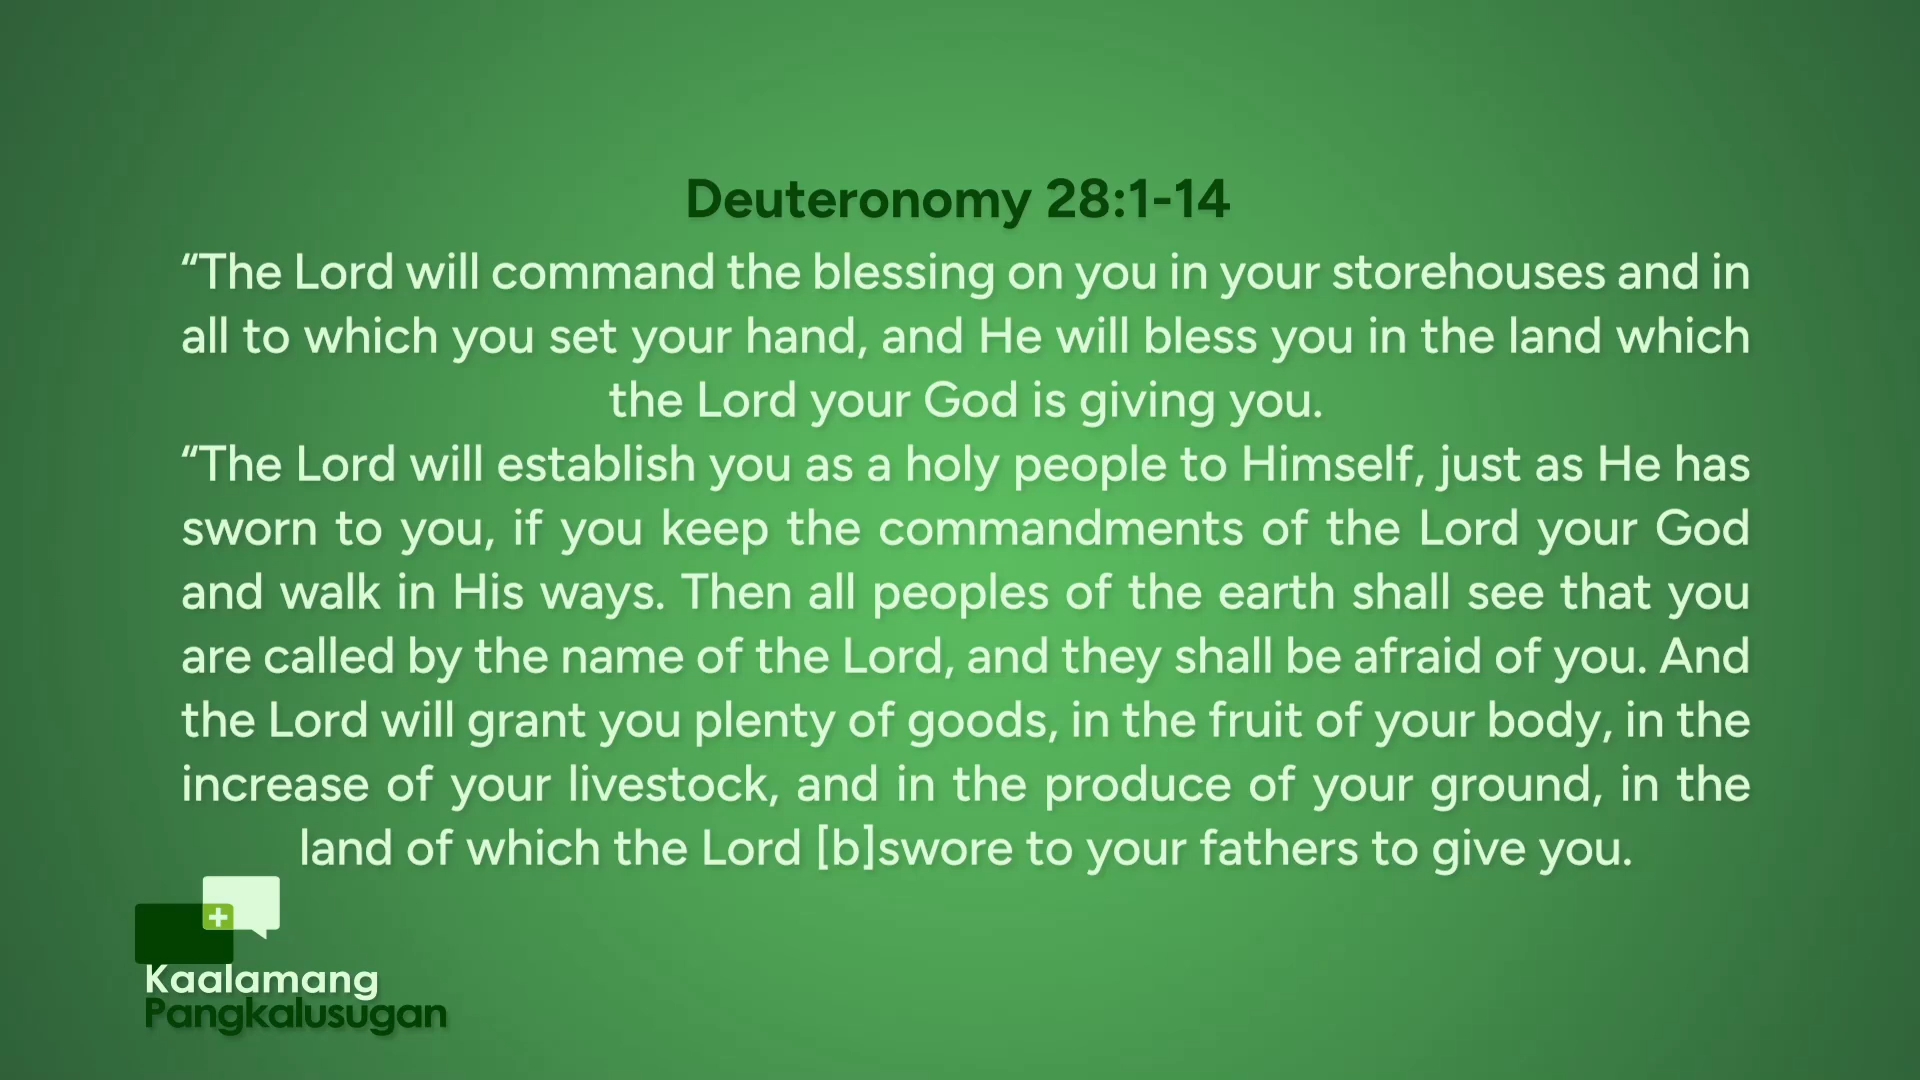 Deuteronomy 28:1-14
“The Lord will command the blessing on you in your storehouses and in
all to which you set your hand, and He will bless you in the land which
the Lord your God is giving you.
“The Lord will establish you as a holy people to Himself, just as He has
sworn to you, if you keep the commandments of the Lord your God
and walk in His ways. Then all peoples of the earth shall see that you
are called by the name of the Lord, and they shall be afraid of you. And
the Lord will grant you plenty of goods, in the fruit of your body, in the
increase of your livestock, and in the produce of your ground, in the
land of which the Lord [b]swore to your fathers to give you.
Kaalamang
Pangkalusugan